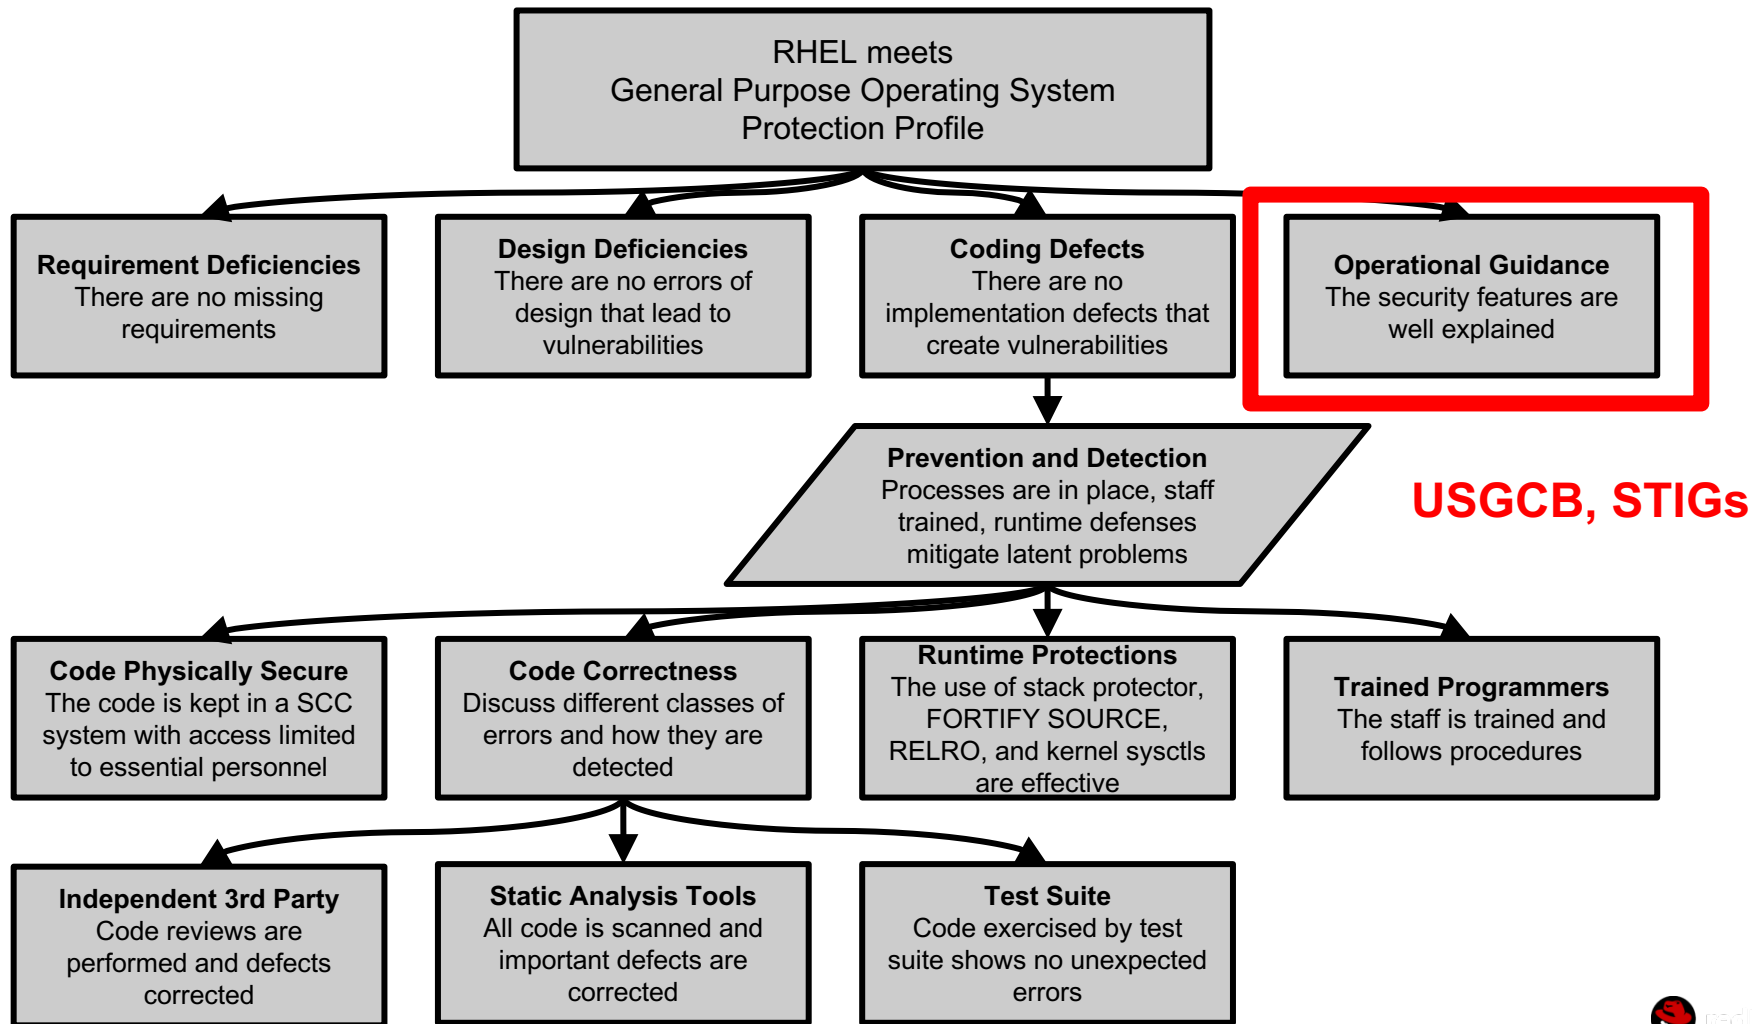 RHEL meets
General Purpose Operating System
Protection Profile
Requirement Deficiencies
There are no missing
requirements
Design Deficiencies
There are no errors of
design that lead to
vulnerabilities
Coding Defects
There are no
implementation defects that
create vulnerabilities
Operational Guidance
The security features are
well explained
Prevention and Detection
Processes are in place, staff
trained, runtime defenses
mitigate latent problems
USGCB, STIGs
Code Physically Secure
The code is kept in a SCC
system with access limited
to essential personnel
Code Correctness
Discuss different classes of
errors and how they are
detected
Runtime Protections
The use of stack protector,
FORTIFY SOURCE,
RELRO, and kernel sysctls
are effective
Trained Programmers
The staff is trained and
follows procedures
Independent 3rd Party
Code reviews are
performed and defects
corrected
Static Analysis Tools
All code is scanned and
important defects are
corrected
Test Suite
Code exercised by test
suite shows no unexpected
errors